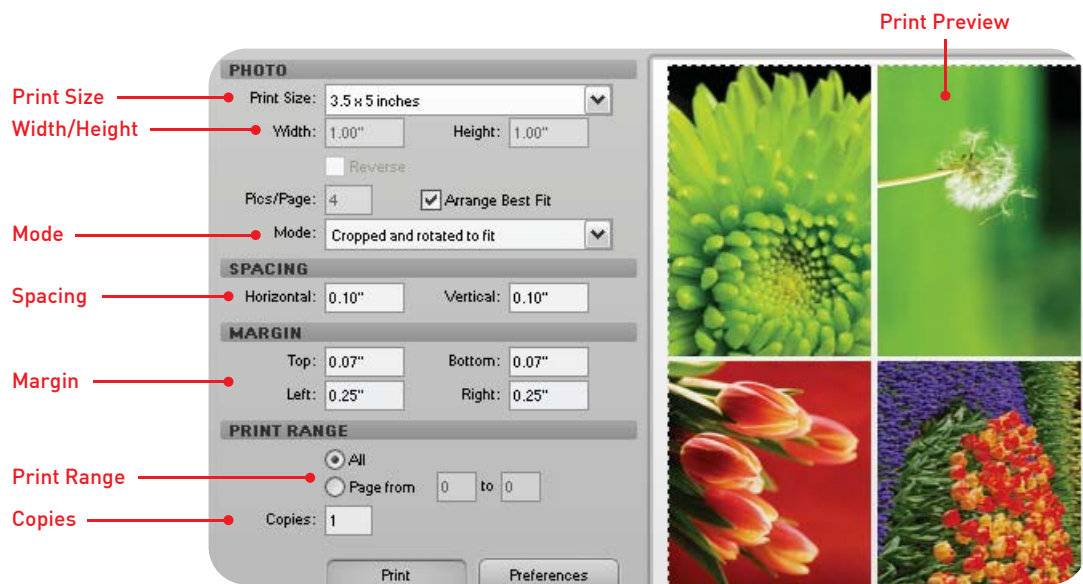 Print Preview
PHOTO
Print Size
Print Size: 3.5 x 5 inches
Width/Height
Width: 1.00" Height: 1.00"
Reverse
Pics/Page: 4 Arrange Best Fit
Mode
Mode: Cropped and rotated to fit
SPACING
Spacing
Horizontal: 0.10" Vertical: 0.10"
MARGIN
Top: 0.07" Bottom: 0.07"
Margin
Left: 0.25" Right: 0.25"
PRINT RANGE
All
Print Range
Page from 0 to 0
Copies
Copies: 1
Print Preferences